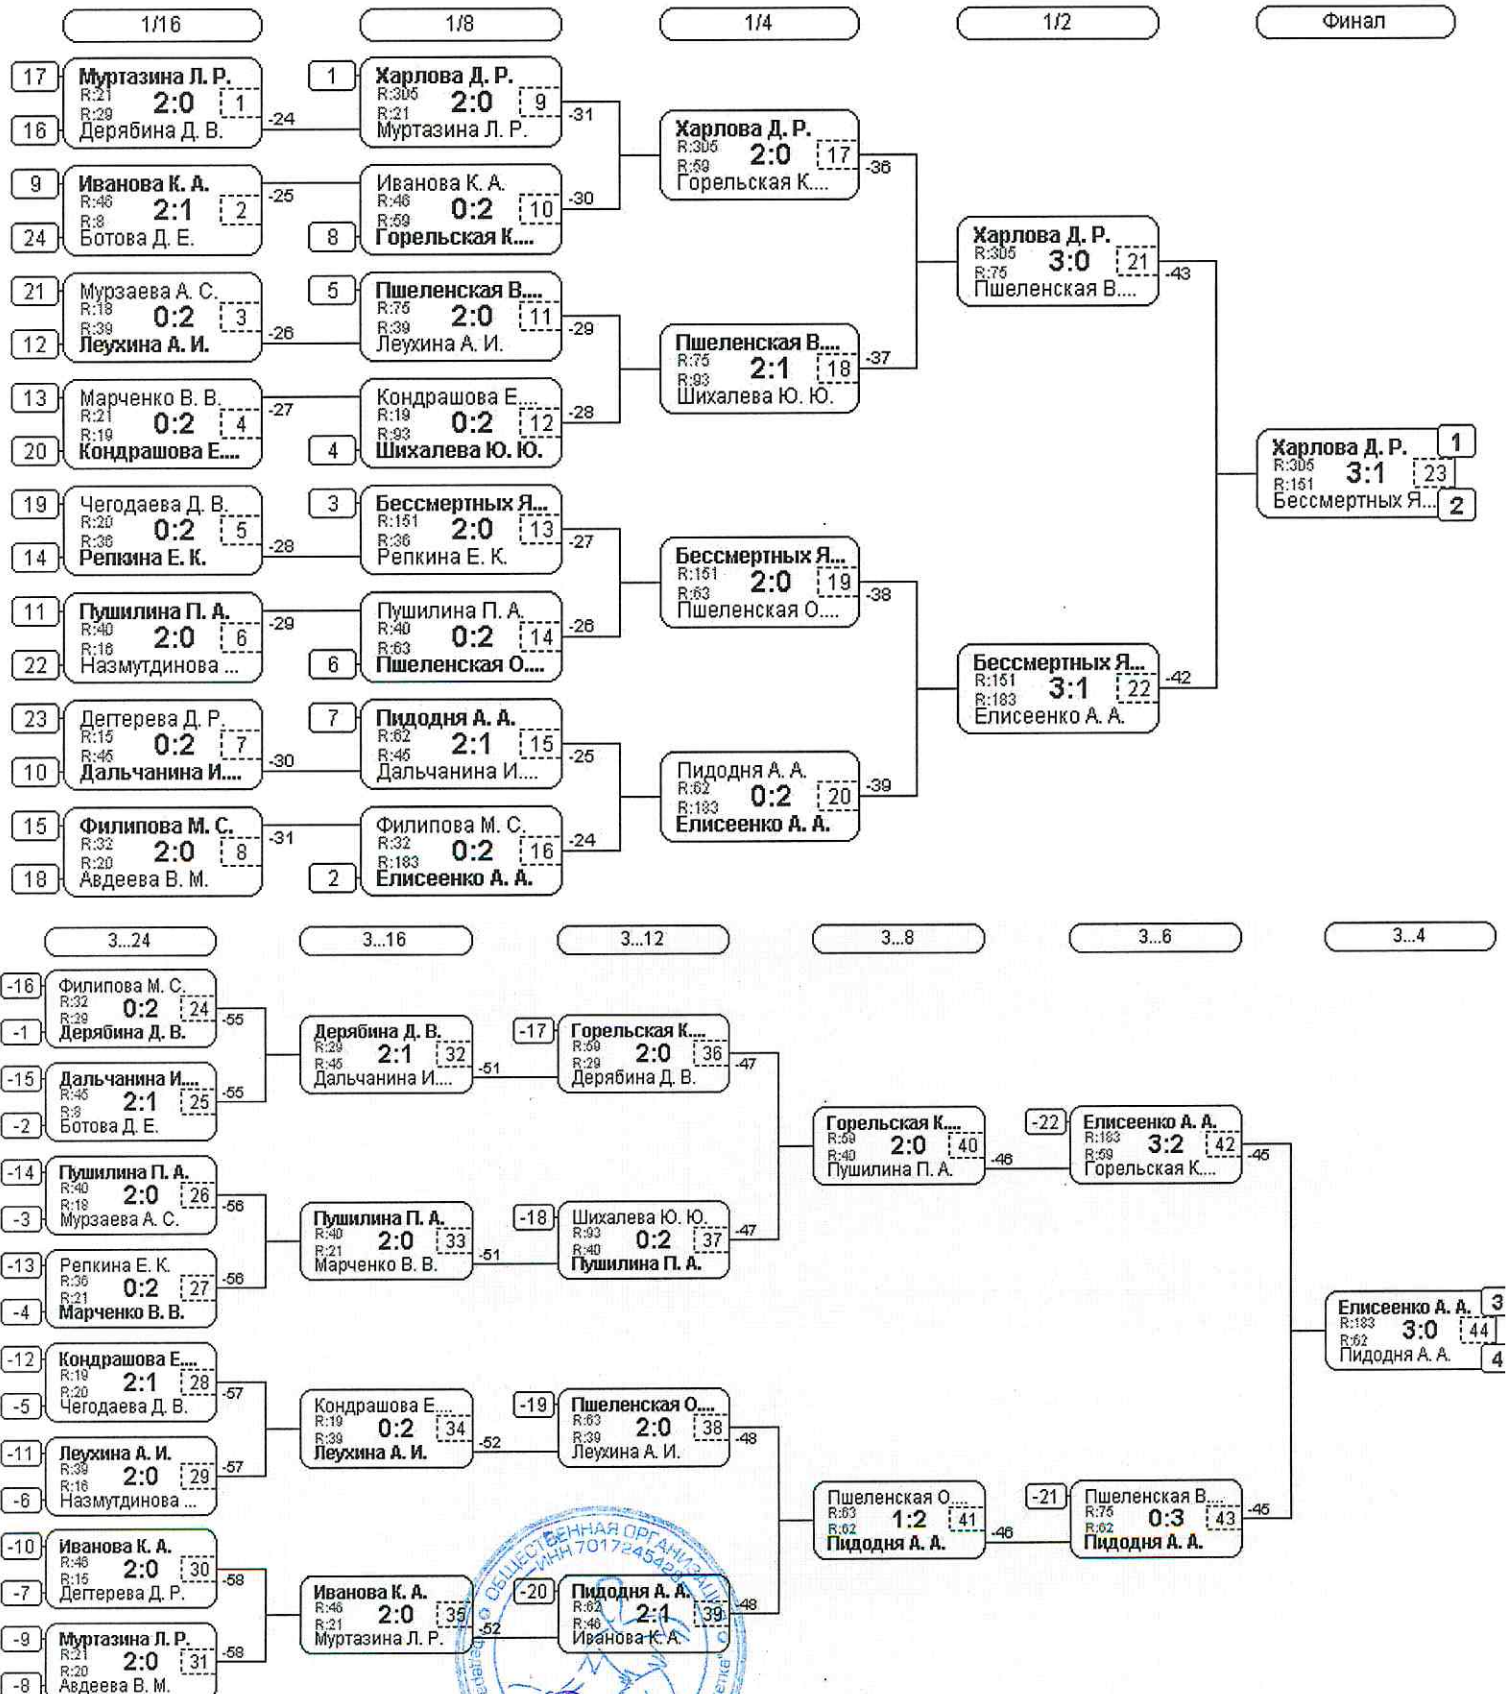 1/16
1/8
1/4
1/2
Финал
17 Муртазина Л. Р.
R:21 2:0 1
R:29
16 Дерябина Д. В.
-24
9 Иванова К. А.
R:46 2:1 2
R:8
24 Ботова Д. Е.
-25
21 Мурзаева А. С.
R:18 0:2 3
R:39
12 Леухина А. И.
-26
13 Марченко В. В.
R:21 0:2 4
R:19
20 Кондрашова Е....
-27
19 Чегодаева Д. В.
R:20 0:2 5
R:36
14 Репкина Е. К.
-28
11 Пушилина П. А.
R:40 2:0 6
R:16
22 Назмутдинова ...
-29
23 Дегтерева Д. Р.
R:15 0:2 7
R:45
10 Дальчанина И....
-30
15 Филипова М. С.
R:32 2:0 8
R:20
18 Авдеева В. М.
-31
1 Харлова Д. Р.
R:305 2:0 9
R:21
Муртазина Л. Р.
-31
Иванова К. А.
R:46 0:2 10
R:59
8 Горельская К....
-30
5 Пшеленская В....
R:75 2:0 11
R:39
Леухина А. И.
-29
Кондрашова Е....
R:19 0:2 12
R:93
4 Шихалева Ю. Ю.
-28
3 Бессмертных Я...
R:151 2:0 13
R:36
Репкина Е. К.
-27
Пушилина П. А.
R:40 0:2 14
R:63
6 Пшеленская О....
-26
7 Пидодня А. А.
R:62 2:1 15
R:45
Дальчанина И....
-25
Филипова М. С.
R:32 0:2 16
R:183
2 Елисеенко А. А.
-24
Харлова Д. Р.
R:305 2:0 17
R:59
Горельская К....
-36
Пшеленская В....
R:75 2:1 18
R:93
Шихалева Ю. Ю.
-37
Бессмертных Я...
R:151 2:0 19
R:63
Пшеленская О....
-38
Пидодня А. А.
R:62 0:2 20
R:183
Елисеенко А. А.
-39
Харлова Д. Р.
R:305 3:0 21
R:75
Пшеленская В....
-43
Бессмертных Я...
R:151 3:1 22
R:183
Елисеенко А. А.
-42
Харлова Д. Р. 1
R:305 3:1 23
R:151
Бессмертных Я... 2
3...24
3...16
3...12
3...8
3...6
3...4
-16 Филипова М. С.
R:32 0:2 24
R:29
-1 Дерябина Д. В.
-55
-15 Дальчанина И....
R:45 2:1 25
R:8
-2 Ботова Д. Е.
-55
-14 Пушилина П. А.
R:40 2:0 26
R:18
-3 Мурзаева А. С.
-56
-13 Репкина Е. К.
R:36 0:2 27
R:21
-4 Марченко В. В.
-56
-12 Кондрашова Е....
R:19 2:1 28
R:20
-5 Чегодаева Д. В.
-57
-11 Леухина А. И.
R:39 2:0 29
R:16
-6 Назмутдинова ...
-57
-10 Иванова К. А.
R:46 2:0 30
R:15
-7 Дегтерева Д. Р.
-58
-9 Муртазина Л. Р.
R:21 2:0 31
R:20
-8 Авдеева В. М.
-58
Дерябина Д. В.
R:29 2:1 32
R:45
Дальчанина И....
-51
Пушилина П. А.
R:40 2:0 33
R:21
Марченко В. В.
-51
Кондрашова Е....
R:19 0:2 34
R:39
Леухина А. И.
-52
Иванова К. А.
R:46 2:0 35
R:21
Муртазина Л. Р.
-52
-17 Горельская К....
R:59 2:0 36
R:29
Дерябина Д. В.
-47
-18 Шихалева Ю. Ю.
R:93 0:2 37
R:40
Пушилина П. А.
-47
-19 Пшеленская О....
R:63 2:0 38
R:39
Леухина А. И.
-48
-20 Пидодня А. А.
R:62 2:1 39
R:46
Иванова К. А.
-48
Горельская К....
R:59 2:0 40
R:40
Пушилина П. А.
-46
Пшеленская О....
R:63 1:2 41
R:62
Пидодня А. А.
-46
-22 Елисеенко А. А.
R:183 3:2 42
R:59
Горельская К....
-45
-21 Пшеленская В....
R:75 0:3 43
R:62
Пидодня А. А.
-45
Елисеенко А. А. 3
R:183 3:0 44
R:62
Пидодня А. А. 4
ОБЩЕСТВЕННАЯ ОРГАНИЗАЦИЯ